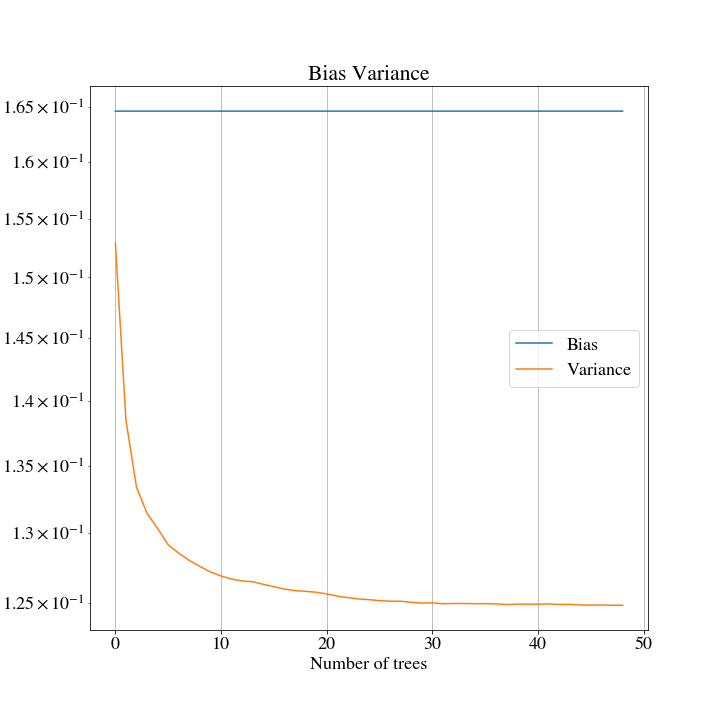 Bias Variance
1.65 × 10⁻¹
1.6 × 10⁻¹
1.55 × 10⁻¹
1.5 × 10⁻¹
1.45 × 10⁻¹
1.4 × 10⁻¹
1.35 × 10⁻¹
1.3 × 10⁻¹
1.25 × 10⁻¹
Bias
Variance
0 10 20 30 40 50
Number of trees